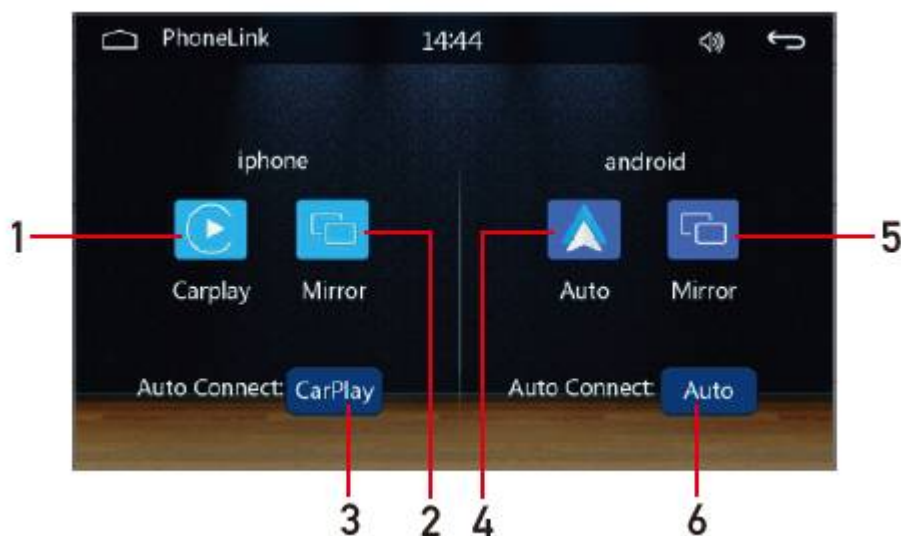 PhoneLink 14:44
iphone android
1 5
Carplay Mirror Auto Mirror
Auto Connect: CarPlay Auto Connect: Auto
3 2 4 6